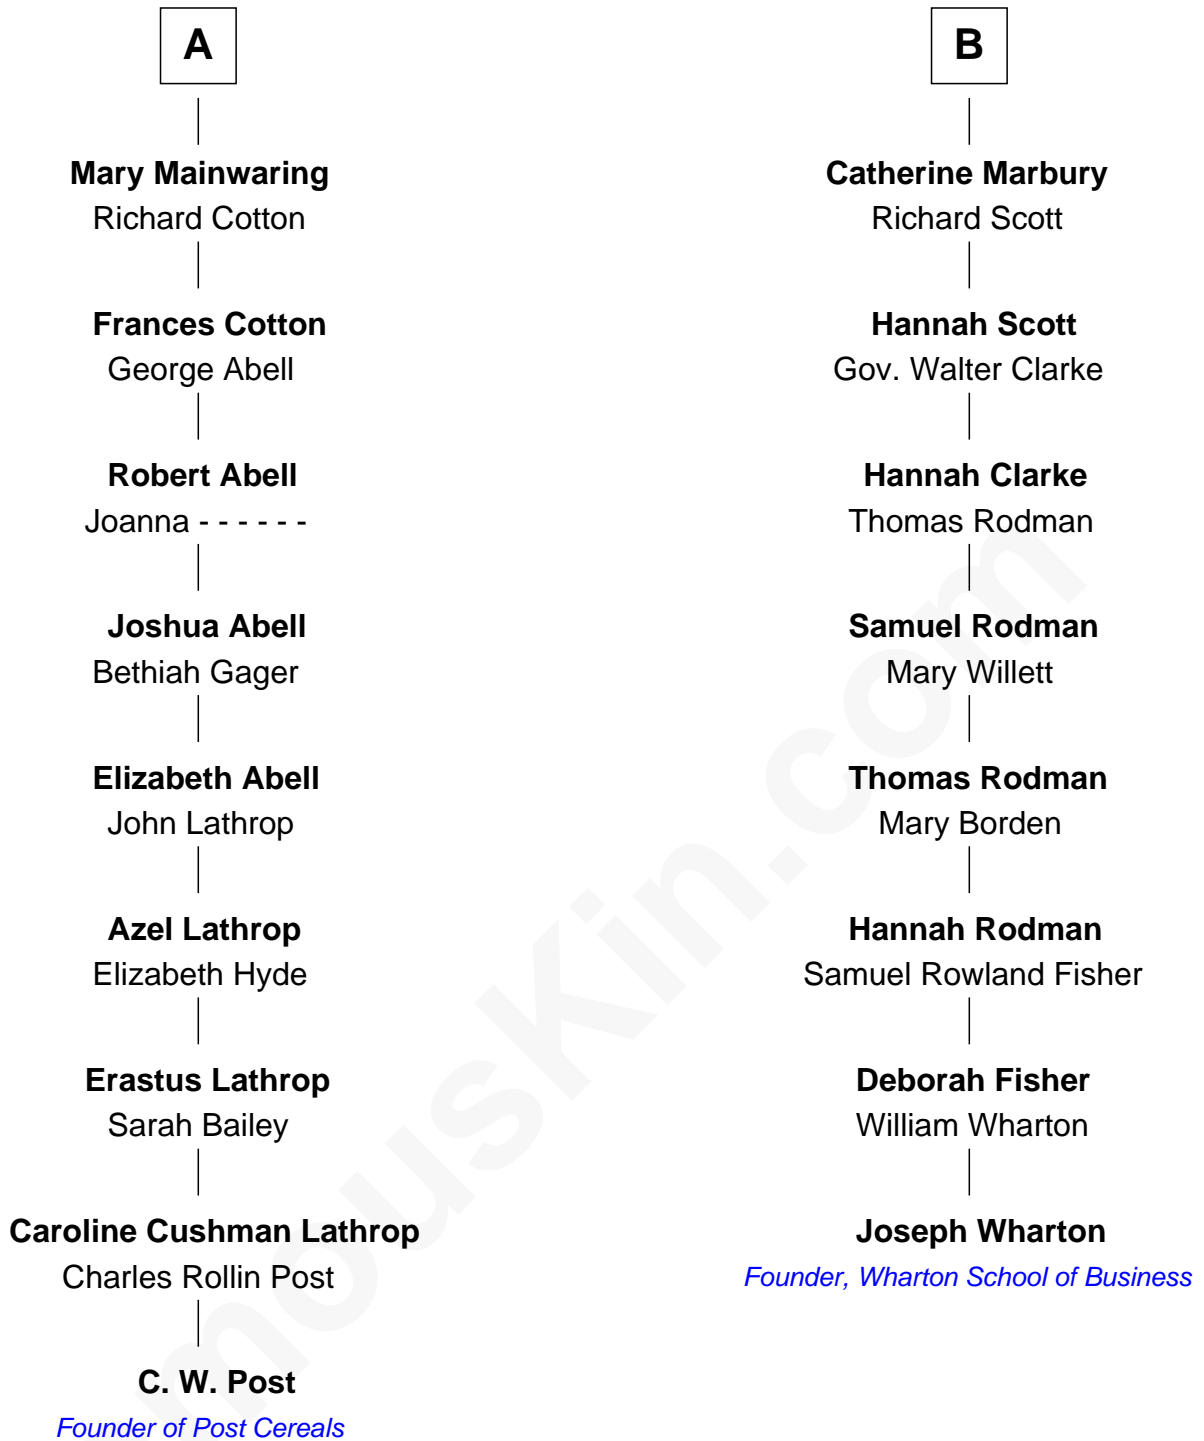 A
Mary Mainwaring
Richard Cotton
Frances Cotton
George Abell
Robert Abell
Joanna - - - - - -
Joshua Abell
Bethiah Gager
Elizabeth Abell
John Lathrop
Azel Lathrop
Elizabeth Hyde
Erastus Lathrop
Sarah Bailey
Caroline Cushman Lathrop
Charles Rollin Post
C. W. Post
Founder of Post Cereals
B
Catherine Marbury
Richard Scott
Hannah Scott
Gov. Walter Clarke
Hannah Clarke
Thomas Rodman
Samuel Rodman
Mary Willett
Thomas Rodman
Mary Borden
Hannah Rodman
Samuel Rowland Fisher
Deborah Fisher
William Wharton
Joseph Wharton
Founder, Wharton School of Business
mouskin.com